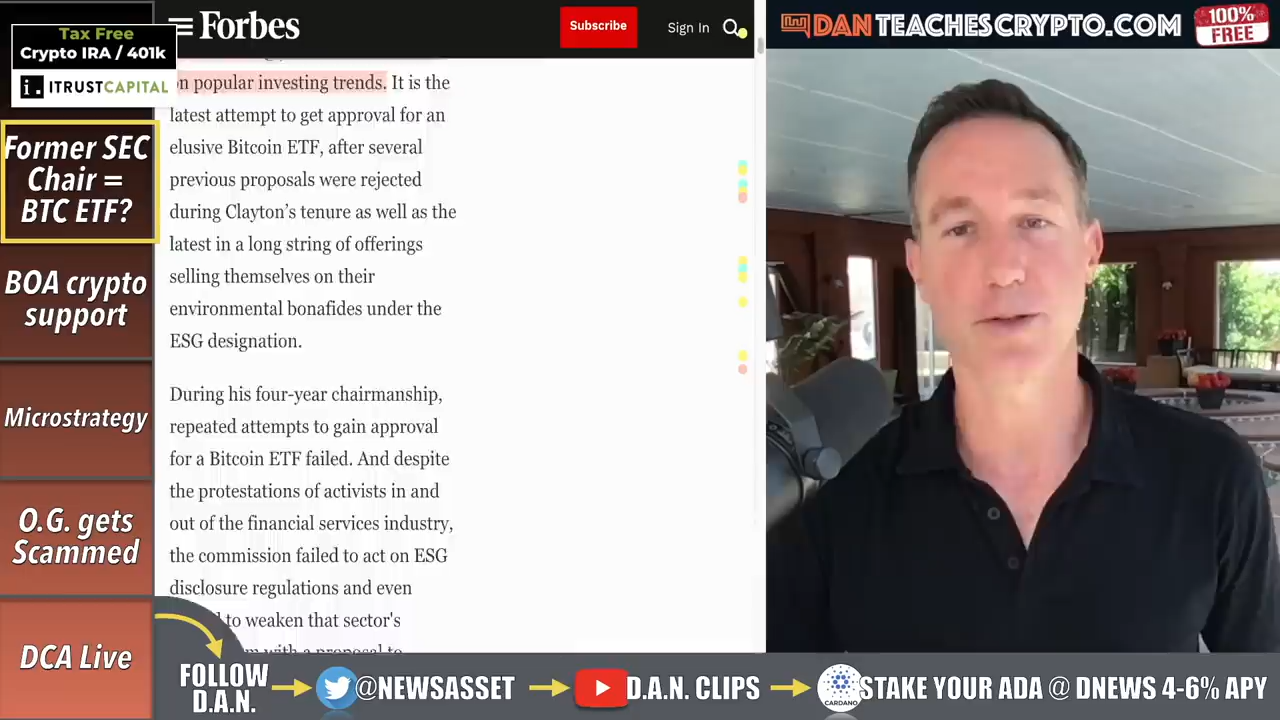 Tax Free
Crypto IRA / 401k
i. ITRUSTCAPITAL
Former SEC
Chair =
BTC ETF?
BOA crypto
support
Microstrategy
O.G. gets
Scammed
DCA Live
Forbes
Subscribe
Sign In
on popular investing trends. It is the
latest attempt to get approval for an
elusive Bitcoin ETF, after several
previous proposals were rejected
during Clayton’s tenure as well as the
latest in a long string of offerings
selling themselves on their
environmental bonafides under the
ESG designation.
During his four-year chairmanship,
repeated attempts to gain approval
for a Bitcoin ETF failed. And despite
the protestations of activists in and
out of the financial services industry,
the commission failed to act on ESG
disclosure regulations and even
to weaken that sector's
with a proposal to
DANTEACHESCRYPTO.COM
100%
FREE
FOLLOW
D.A.N.
@NEWSASSET
D.A.N. CLIPS
CARDANO
STAKE YOUR ADA @ DNEWS 4-6% APY